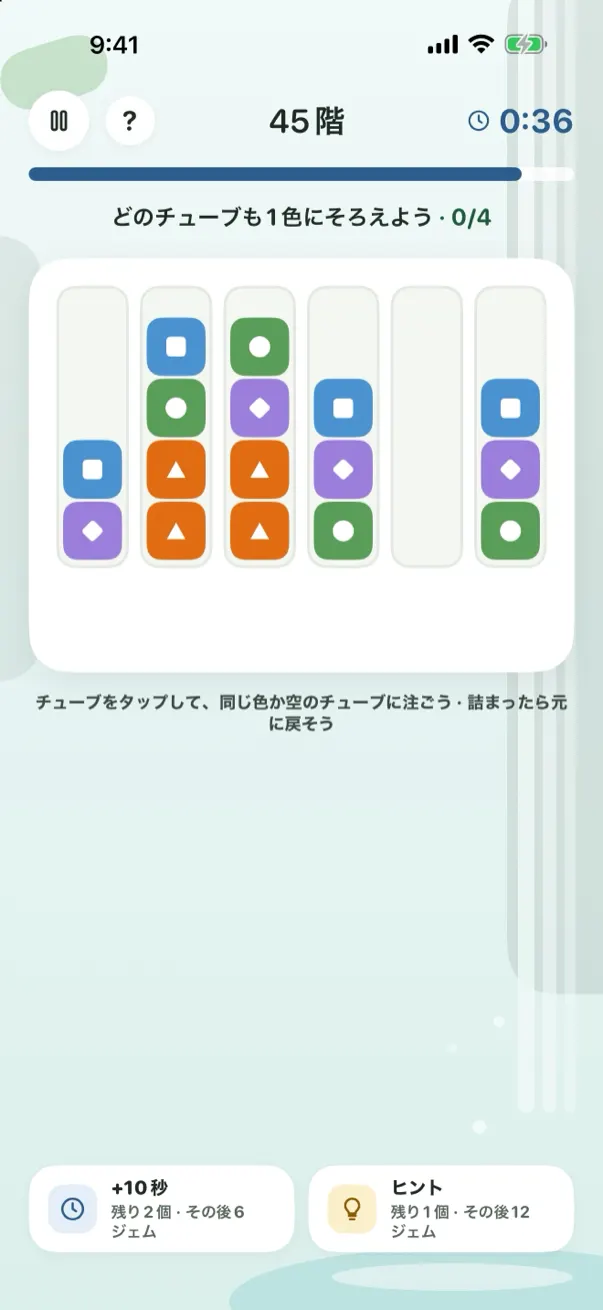 9:41
?
45階
0:36
どのチューブも1色にそろえよう · 0/4
チューブをタップして、同じ色か空のチューブに注ごう · 詰まったら元
に戻そう
+10秒
残り2個 · その後6
ジェム
ヒント
残り1個 · その後12
ジェム